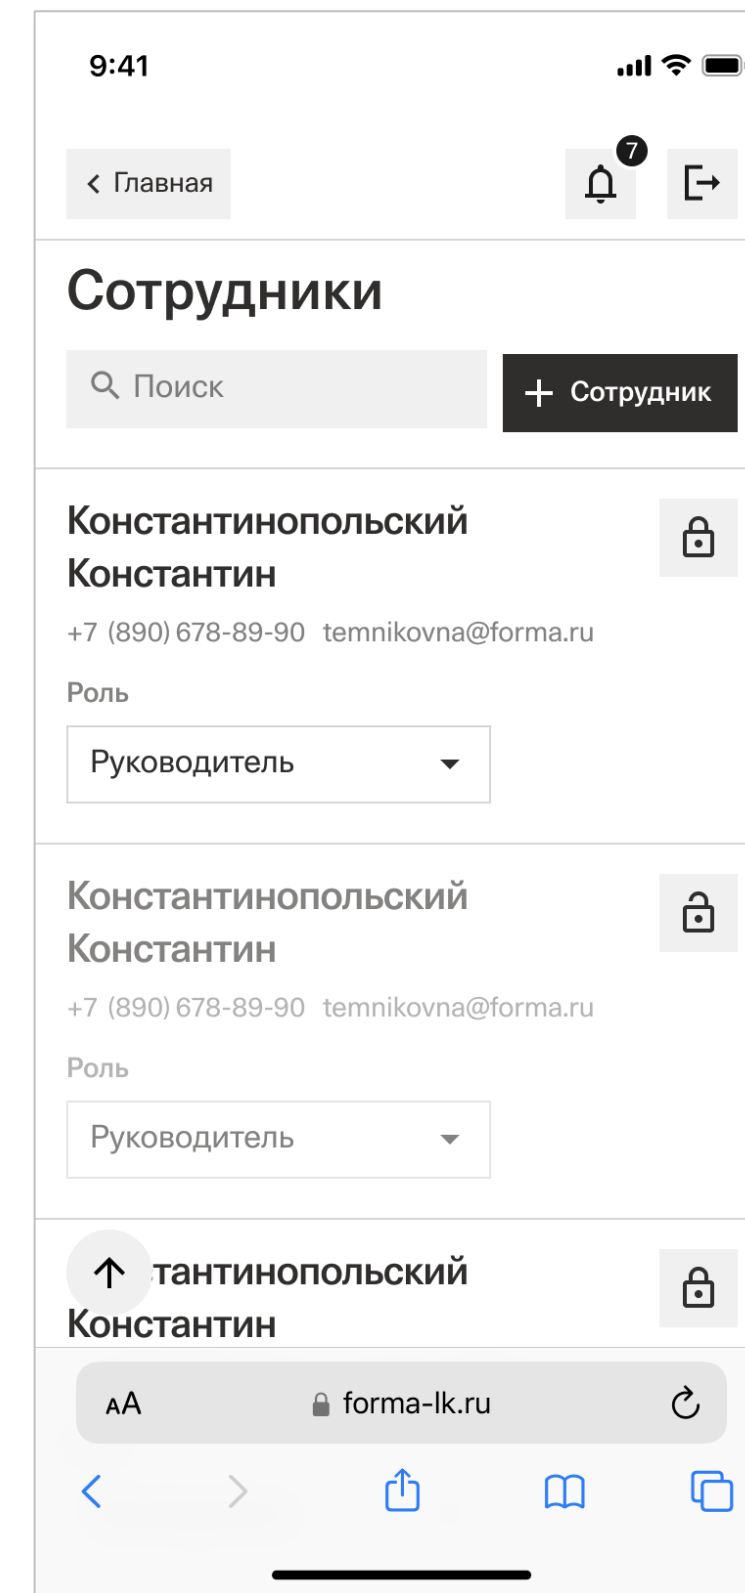 9:41
7
Главная
Сотрудники
Поиск
Сотрудник
Константинопольский
Константин
+7 (890) 678-89-90 temnikovna@forma.ru
Роль
Руководитель
Константинопольский
Константин
+7 (890) 678-89-90 temnikovna@forma.ru
Роль
Руководитель
тантинопольский
Константин
AA forma-lk.ru